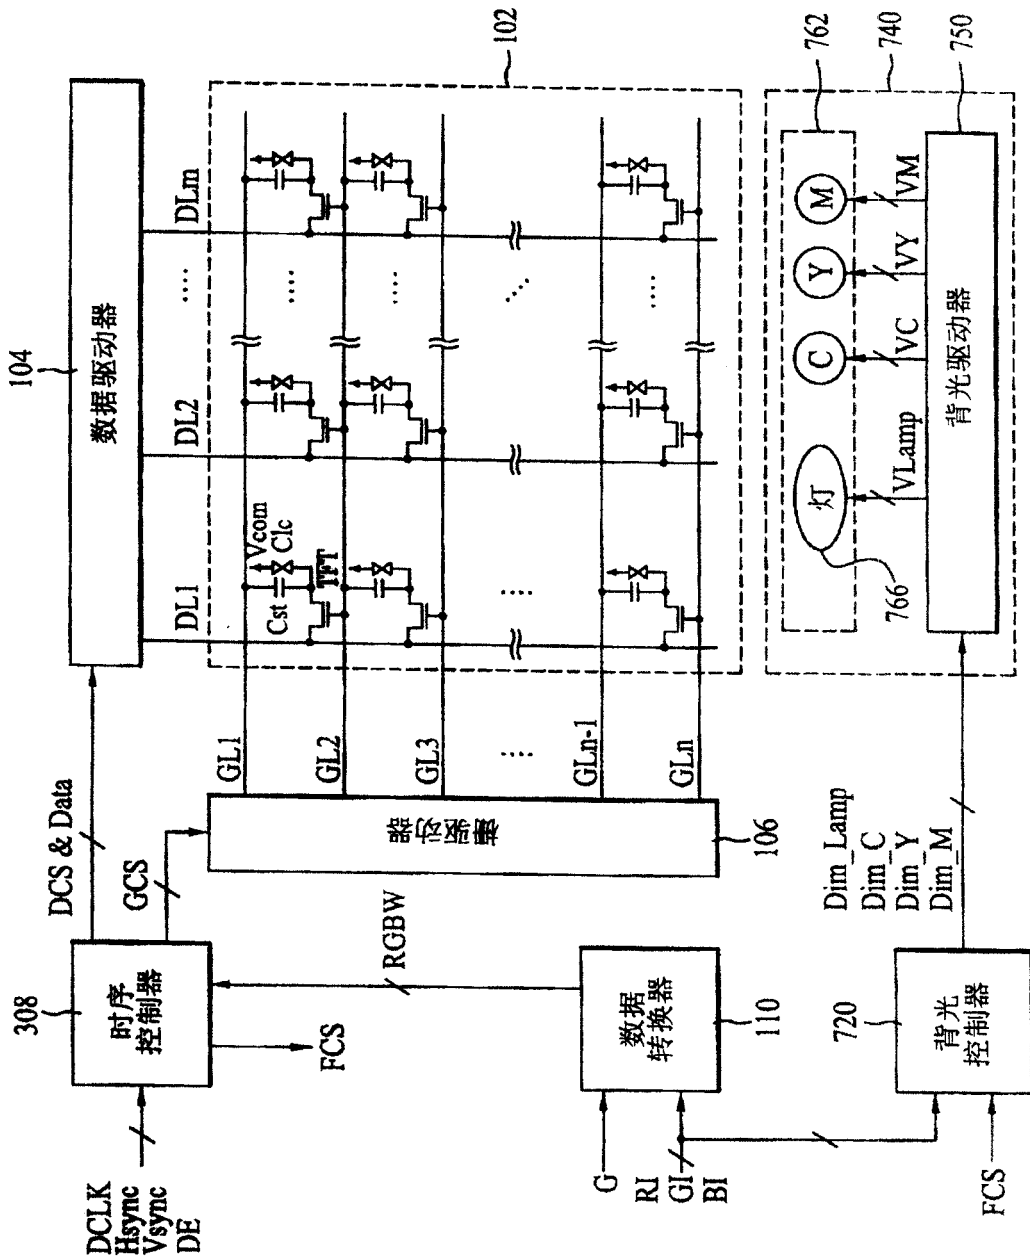 308
时序
控制器
DCLK
Hsync
Vsync
DE
DCS & Data
GCS
FCS
104
数据驱动器
DL1
DL2
....
DLm
102
106
驱动器
GL1
GL2
GL3
....
GLn-1
GLn
Vcom
Clc
Cst
TFT
....
....
....
....
....
RGBW
数据
转换器
110
G
RI
GI
BI
720
背光
控制器
FCS
Dim_Lamp
Dim_C
Dim_Y
Dim_M
762
740
750
灯
C
Y
M
766
VLamp
VC
VY
VM
背光驱动器